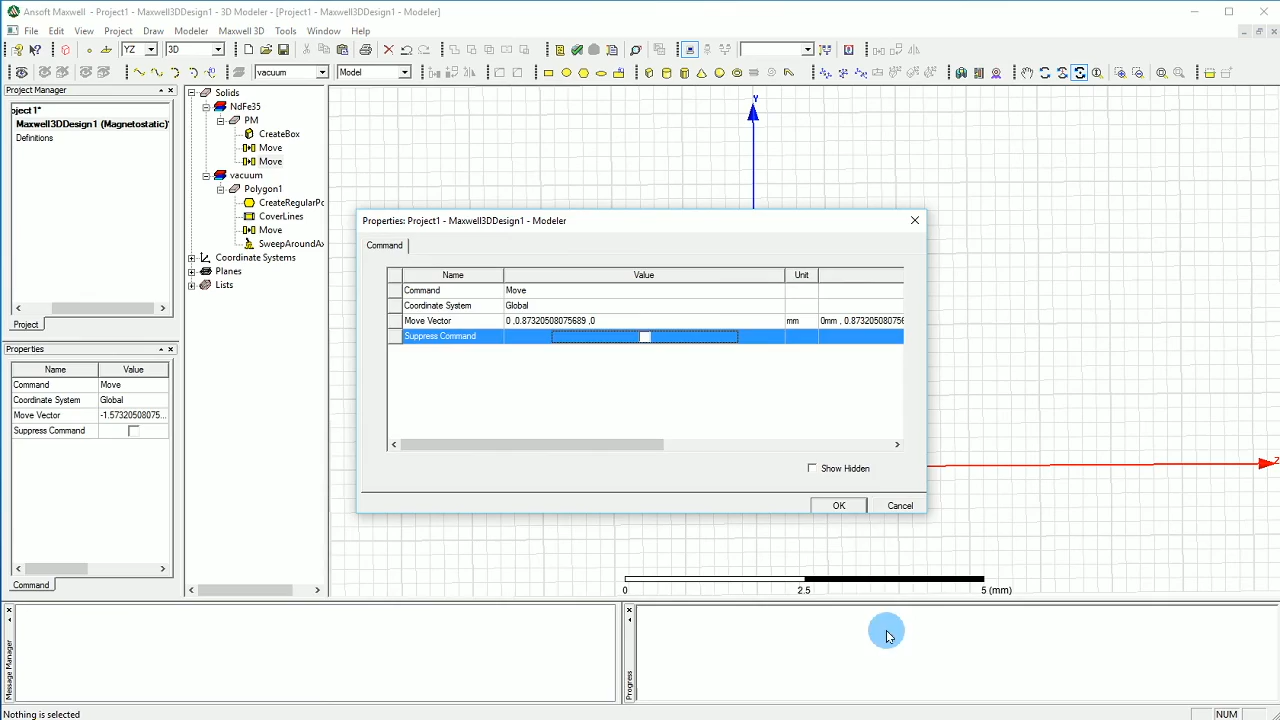 Ansoft Maxwell - Project1 - Maxwell3DDesign1 - 3D Modeler - [Project1 - Maxwell3DDesign1 - Modeler]
File Edit View Project Draw Modeler Maxwell 3D Tools Window Help
YZ 3D
vacuum Model
Project Manager
oject1*
Maxwell3DDesign1 (Magnetostatic)*
Definitions
Project
Properties
Name Value
Command Move
Coordinate System Global
Move Vector -1.57320508075...
Suppress Command
Command
Solids
NdFe35
PM
CreateBox
Move
Move
vacuum
Polygon1
CreateRegularPo
CoverLines
Move
SweepAroundAx
Coordinate Systems
Planes
Lists
Y
Z
Properties: Project1 - Maxwell3DDesign1 - Modeler
Command
Name Value Unit
Command Move
Coordinate System Global
Move Vector 0 ,0.87320508075689 ,0 mm 0mm , 0.873205080756
Suppress Command
Show Hidden
OK Cancel
0 2.5 5 (mm)
Message Manager
Progress
Nothing is selected
NUM